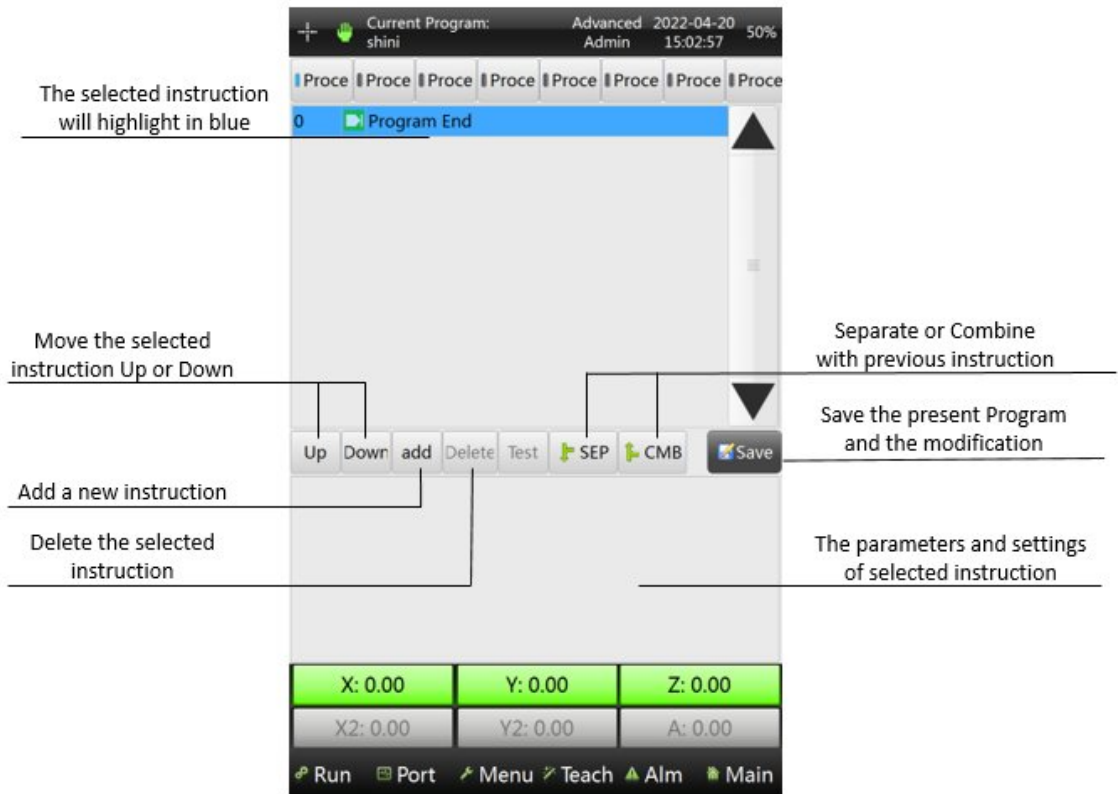 Current Program:
shini
Advanced
Admin
2022-04-20
15:02:57
50%
Proce Proce Proce Proce Proce Proce Proce Proce
The selected instruction
will highlight in blue
0 Program End
Move the selected
instruction Up or Down
Separate or Combine
with previous instruction
Save the present Program
and the modification
Up Down add Delete Test SEP CMB Save
Add a new instruction
Delete the selected
instruction
The parameters and settings
of selected instruction
X: 0.00 Y: 0.00 Z: 0.00
X2: 0.00 Y2: 0.00 A: 0.00
Run Port Menu Teach Alm Main